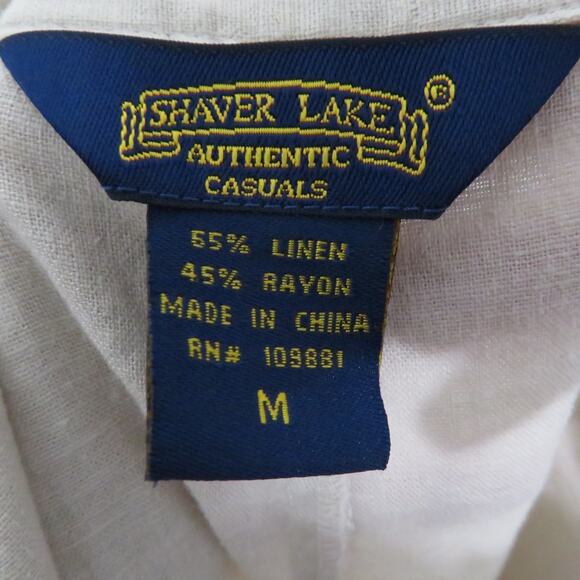 SHAVER LAKE ®
AUTHENTIC
CASUALS
55% LINEN
45% RAYON
MADE IN CHINA
RN# 109881
M